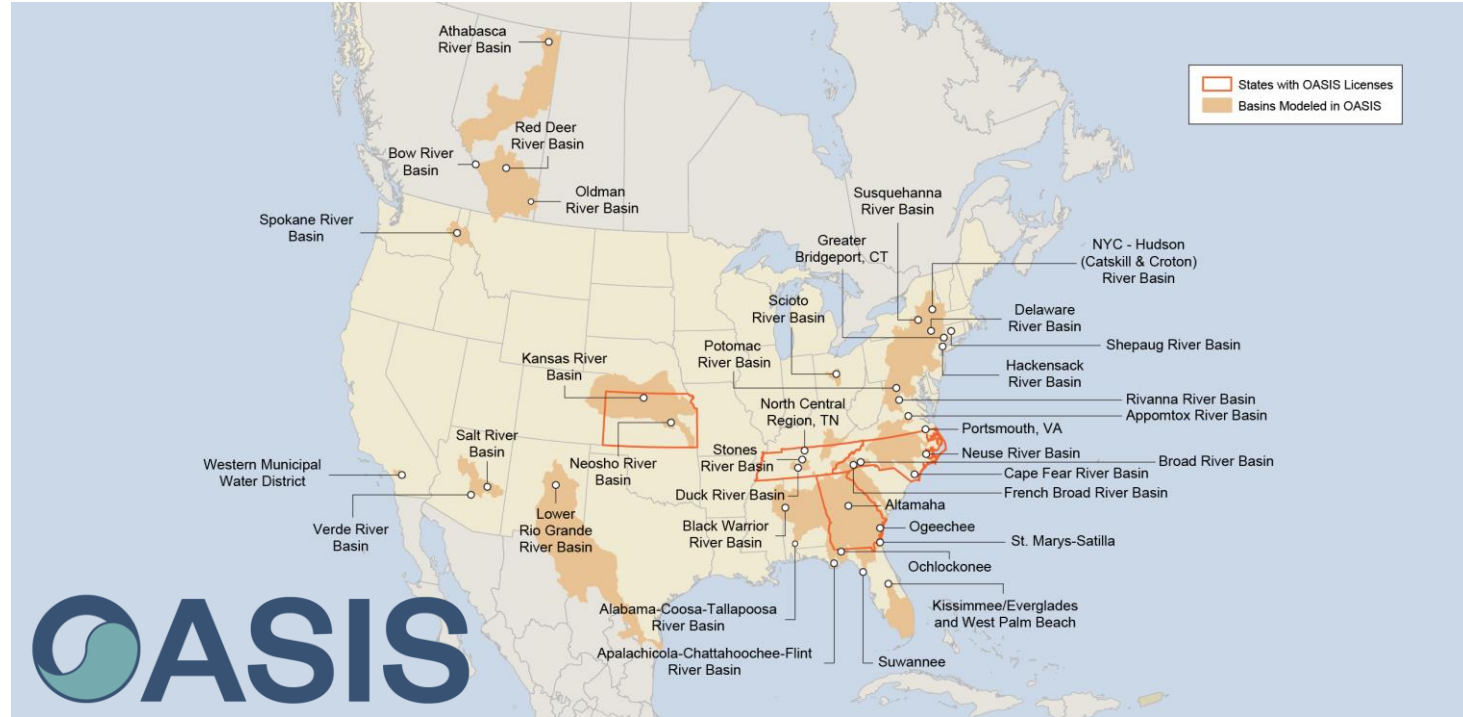 Athabasca
River Basin
Red Deer
River Basin
Bow River
Basin
Oldman
River Basin
Spokane River
Basin
States with OASIS Licenses
Basins Modeled in OASIS
Susquehanna
River Basin
Greater
Bridgeport, CT
NYC - Hudson
(Catskill & Croton)
River Basin
Scioto
River Basin
Delaware
River Basin
Potomac
River Basin
Shepaug River Basin
Kansas River
Basin
Hackensack
River Basin
North Central
Region, TN
Rivanna River Basin
Appomtox River Basin
Salt River
Basin
Stones
River Basin
Portsmouth, VA
Neuse River Basin
Broad River Basin
Western Municipal
Water District
Neosho River
Basin
Cape Fear River Basin
Duck River Basin
French Broad River Basin
Altamaha
Verde River
Basin
Lower
Rio Grande
River Basin
Black Warrior
River Basin
Ogeechee
St. Marys-Satilla
Ochlockonee
Alabama-Coosa-Tallapoosa
River Basin
Kissimmee/Everglades
and West Palm Beach
Apalachicola-Chattahoochee-Flint
River Basin
Suwannee
OASIS